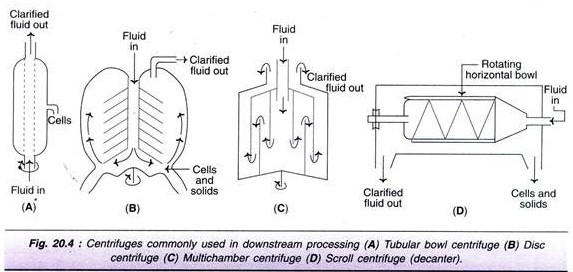 Clarified
fluid out
Cells
Fluid in
(A)
Fluid
in
Clarified
fluid out
Cells
and
solids
(B)
Fluid
in
Clarified
fluid out
(C)
Rotating
horizontal bowl
Fluid
in
Clarified
fluid out
Cells and
solids
(D)
Fig. 20.4 : Centrifuges commonly used in downstream processing (A) Tubular bowl centrifuge (B) Disc
centrifuge (C) Multichamber centrifuge (D) Scroll centrifuge (decanter).